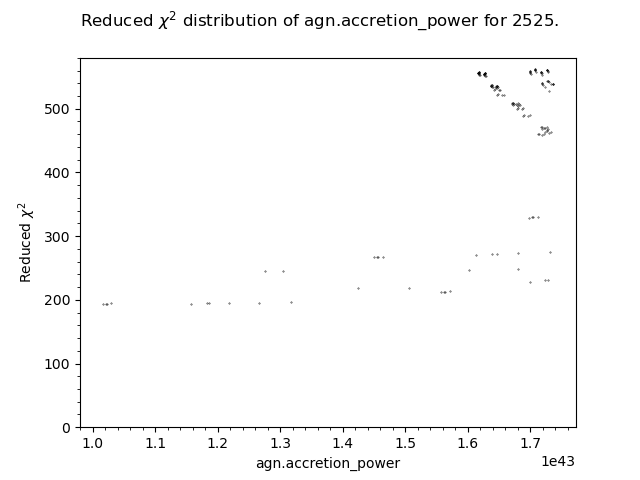 Reduced χ² distribution of agn.accretion_power for 2525.
500
400
300
200
100
0
Reduced χ²
1.0 1.1 1.2 1.3 1.4 1.5 1.6 1.7
1e43
agn.accretion_power